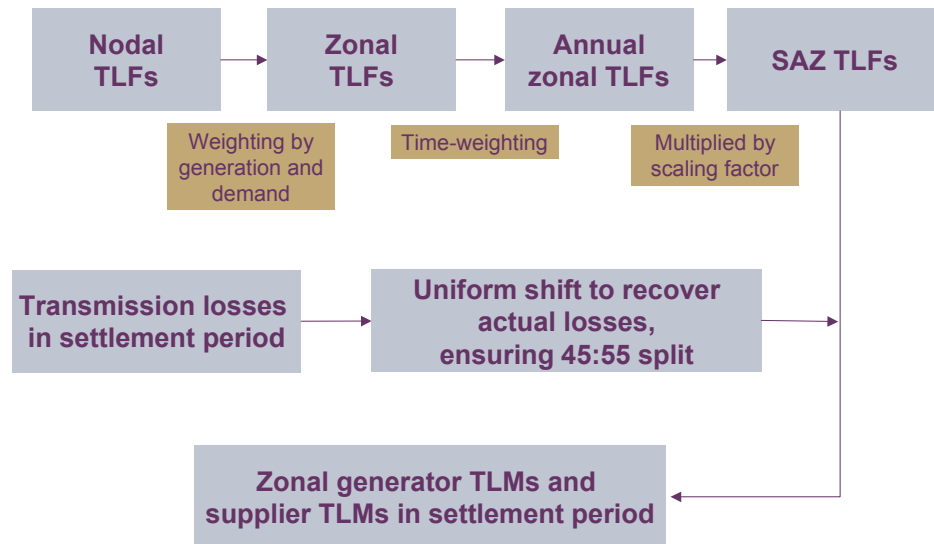 Nodal
TLFs
Zonal
TLFs
Annual
zonal TLFs
SAZ TLFs
Weighting by
generation and
demand
Time-weighting
Multiplied by
scaling factor
Transmission losses
in settlement period
Uniform shift to recover
actual losses,
ensuring 45:55 split
Zonal generator TLMs and
supplier TLMs in settlement period